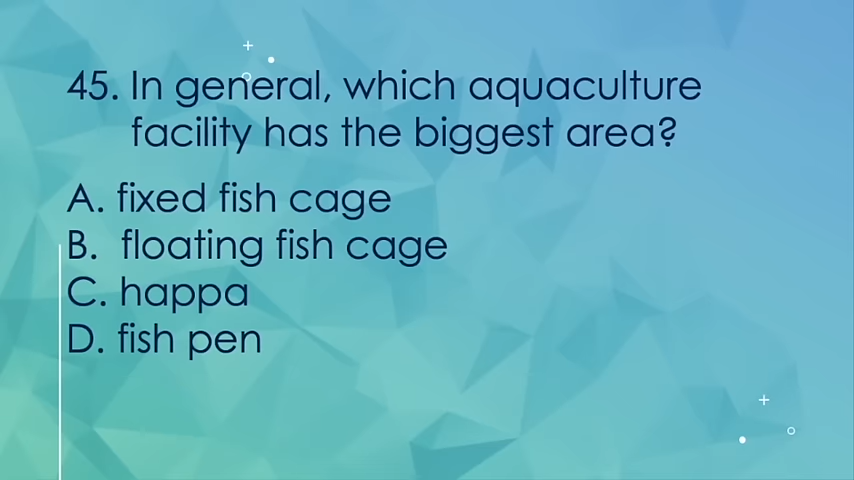 45. In general, which aquaculture
facility has the biggest area?
A. fixed fish cage
B. floating fish cage
C. happa
D. fish pen